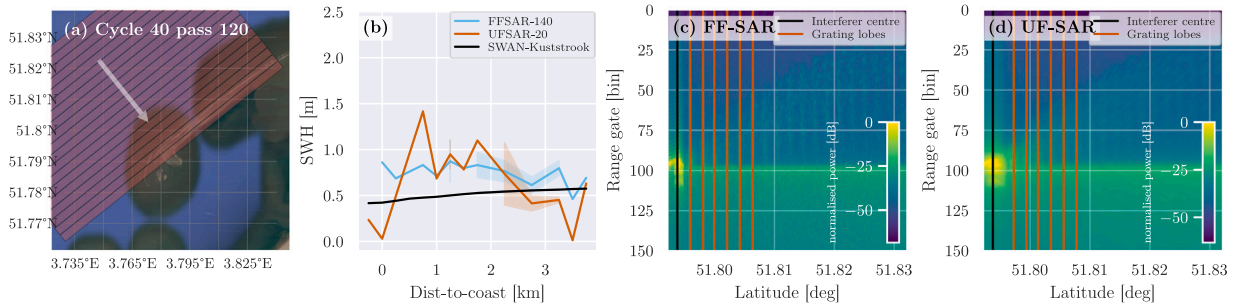 (a) Cycle 40 pass 120
51.83°N
51.82°N
51.81°N
51.8°N
51.79°N
51.78°N
51.77°N
3.735°E
3.765°E
3.795°E
3.825°E
(b)
FFSAR-140
UFSAR-20
SWAN-Kuststrook
2.5
2.0
1.5
1.0
0.5
0.0
SWH [m]
0
1
2
3
Dist-to-coast [km]
(c) FF-SAR
Interferer centre
Grating lobes
0
25
50
75
100
125
150
Range gate [bin]
normalised power [dB]
0
−25
−50
51.80
51.81
51.82
51.83
Latitude [deg]
(d) UF-SAR
Interferer centre
Grating lobes
0
25
50
75
100
125
150
Range gate [bin]
normalised power [dB]
0
−25
−50
51.80
51.81
51.82
51.83
Latitude [deg]